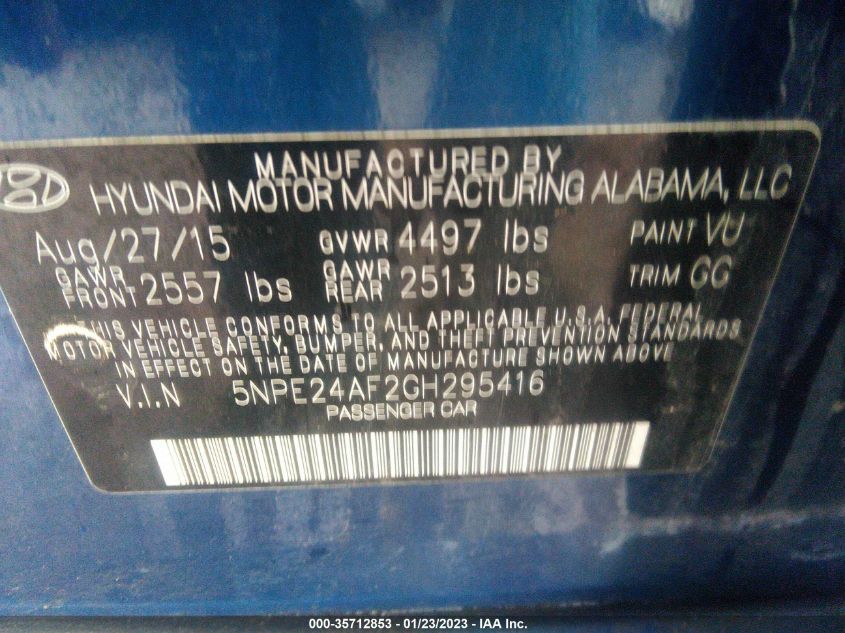 MANUFACTURED BY
HYUNDAI MOTOR MANUFACTURING ALABAMA, LLC
Aug/27/15 GVWR 4497 lbs PAINT VU
GAWR FRONT 2557 lbs GAWR REAR 2513 lbs TRIM GG
THIS VEHICLE CONFORMS TO ALL APPLICABLE U.S.A. FEDERAL
MOTOR VEHICLE SAFETY, BUMPER, AND THEFT PREVENTION STANDARDS
IN EFFECT ON THE DATE OF MANUFACTURE SHOWN ABOVE.
V.I.N 5NPE24AF2GH295416
PASSENGER CAR
000-35712853 - 01/23/2023 - IAA Inc.